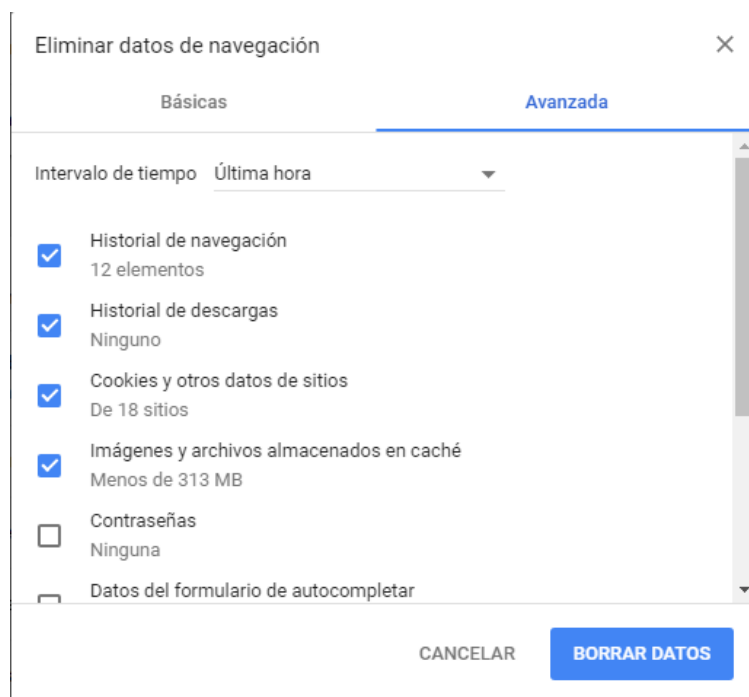 Eliminar datos de navegación
Básicas
Avanzada
Intervalo de tiempo Última hora
Historial de navegación
12 elementos
Historial de descargas
Ninguno
Cookies y otros datos de sitios
De 18 sitios
Imágenes y archivos almacenados en caché
Menos de 313 MB
Contraseñas
Ninguna
Datos del formulario de autocompletar
CANCELAR
BORRAR DATOS